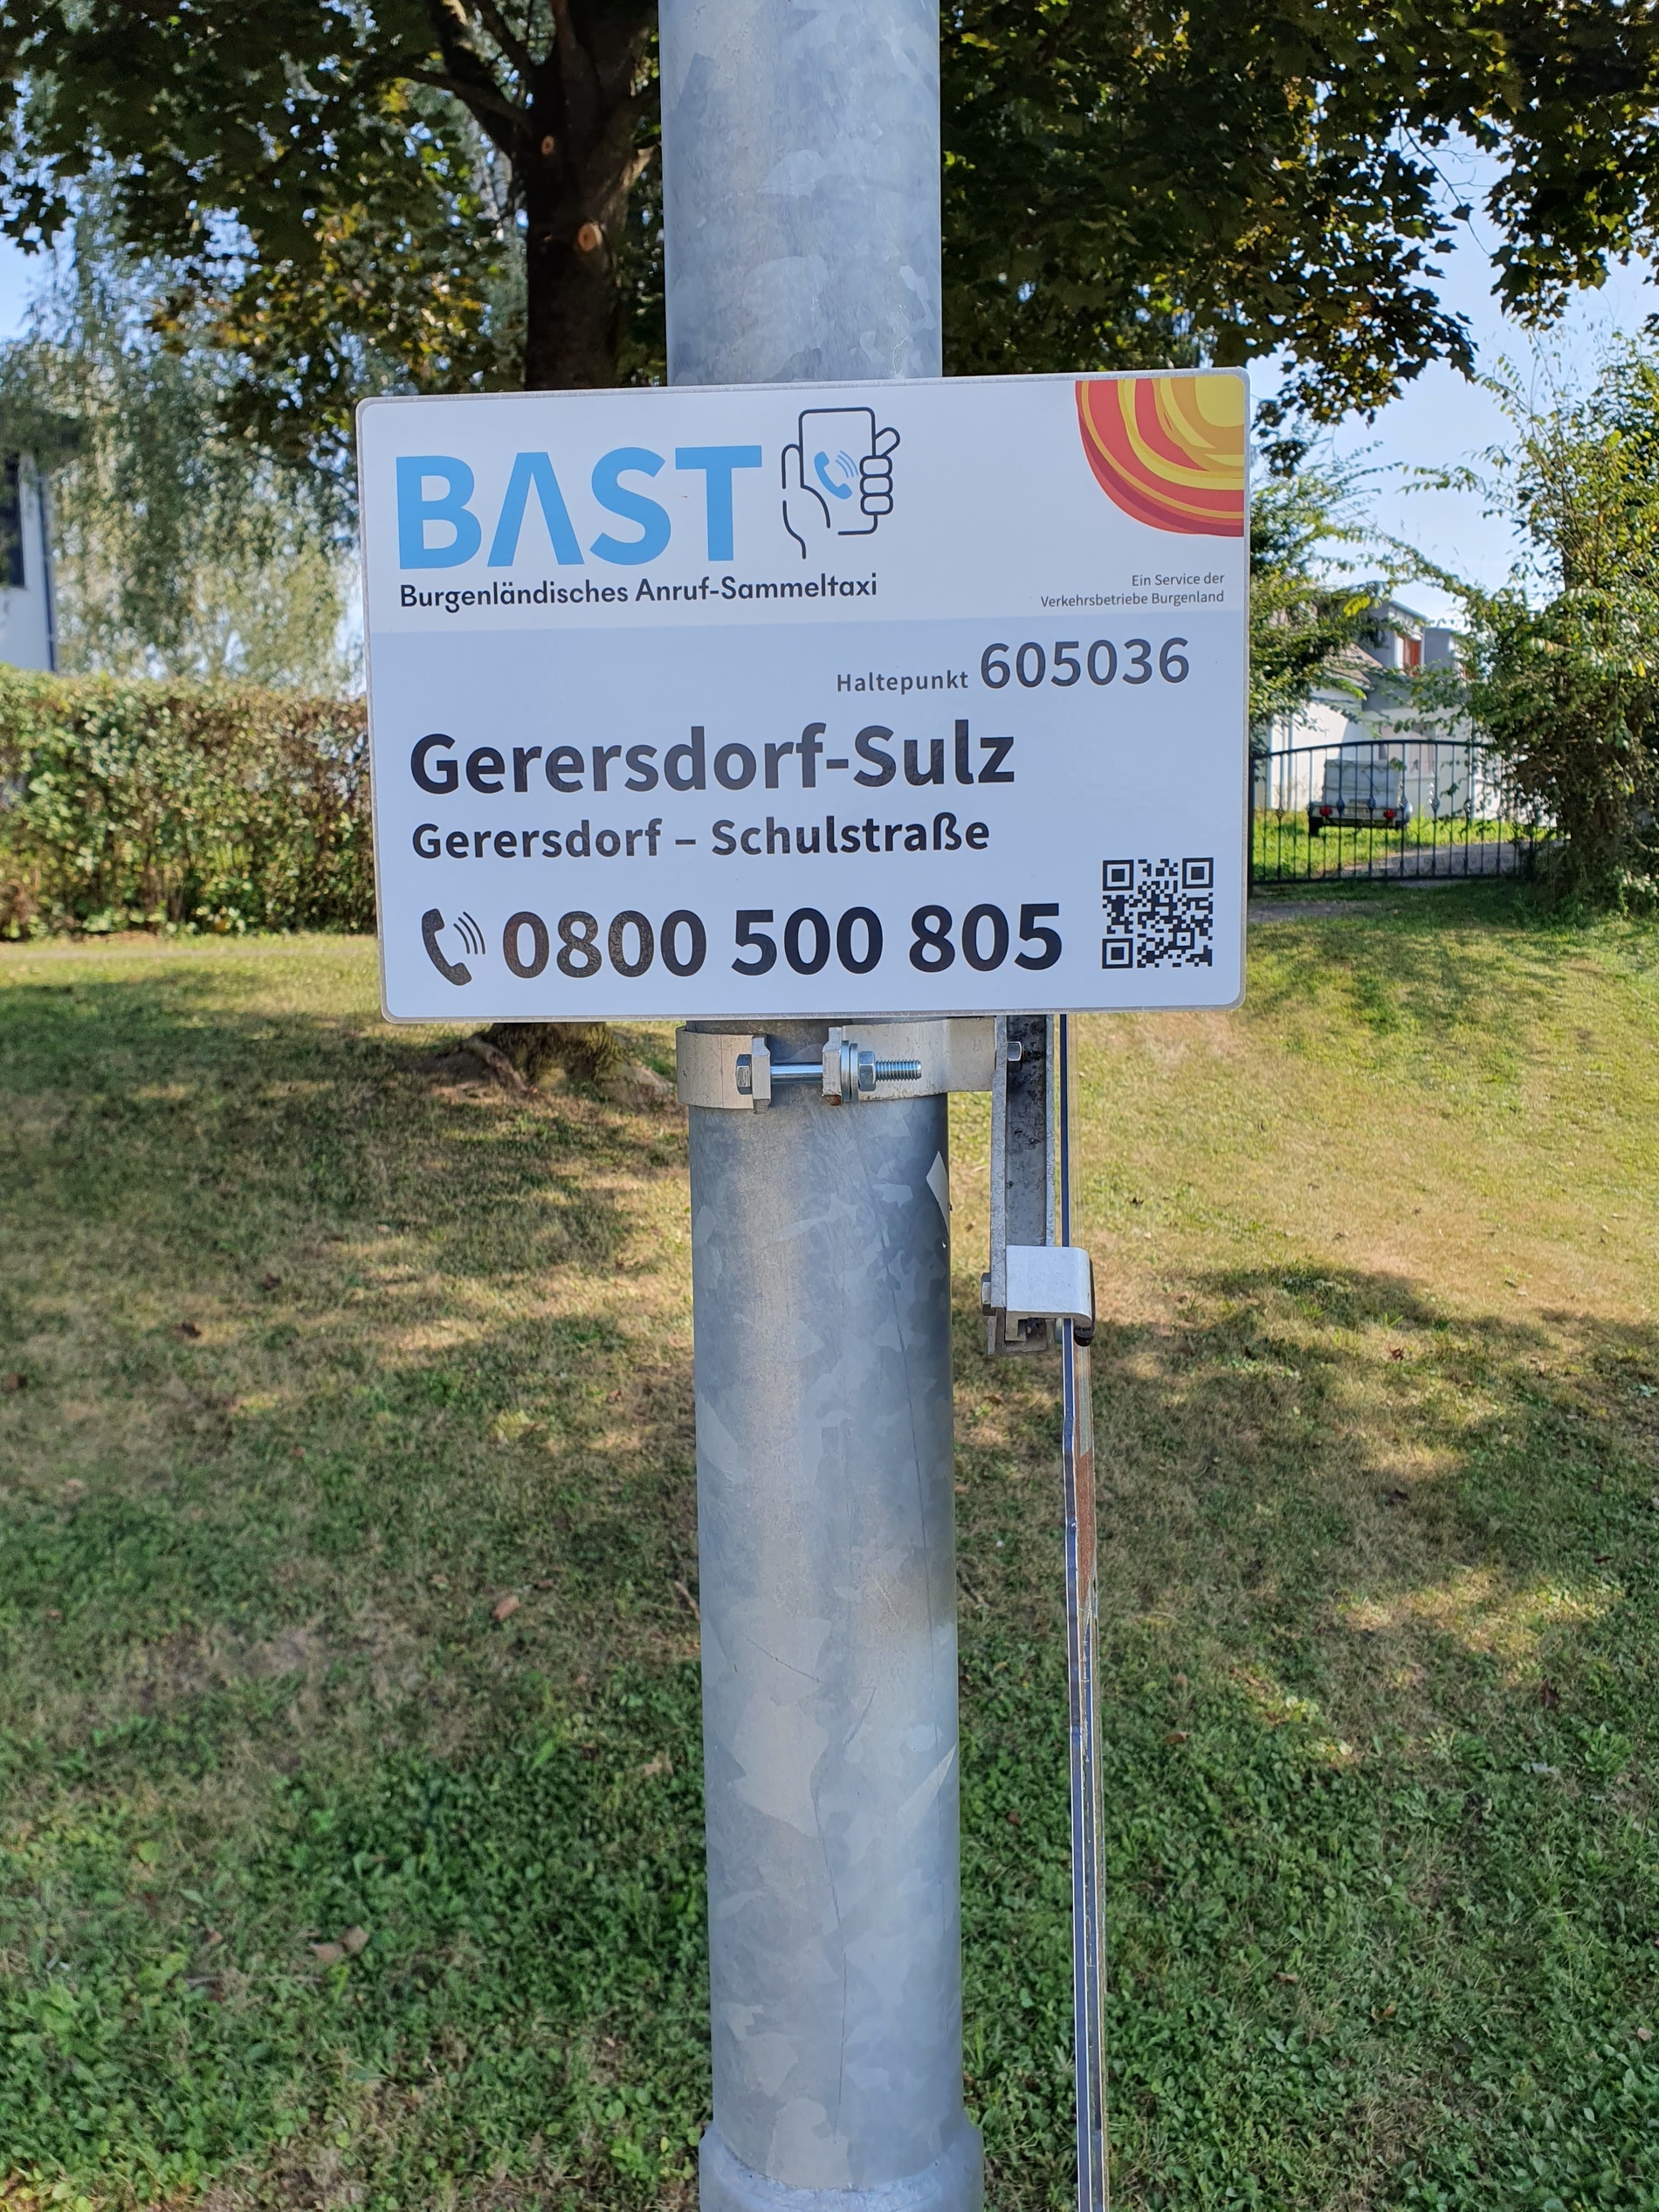 BAST
Burgenländisches Anruf-Sammeltaxi
Ein Service der
Verkehrsbetriebe Burgenland
Haltepunkt 605036
Gerersdorf-Sulz
Gerersdorf – Schulstraße
0800 500 805